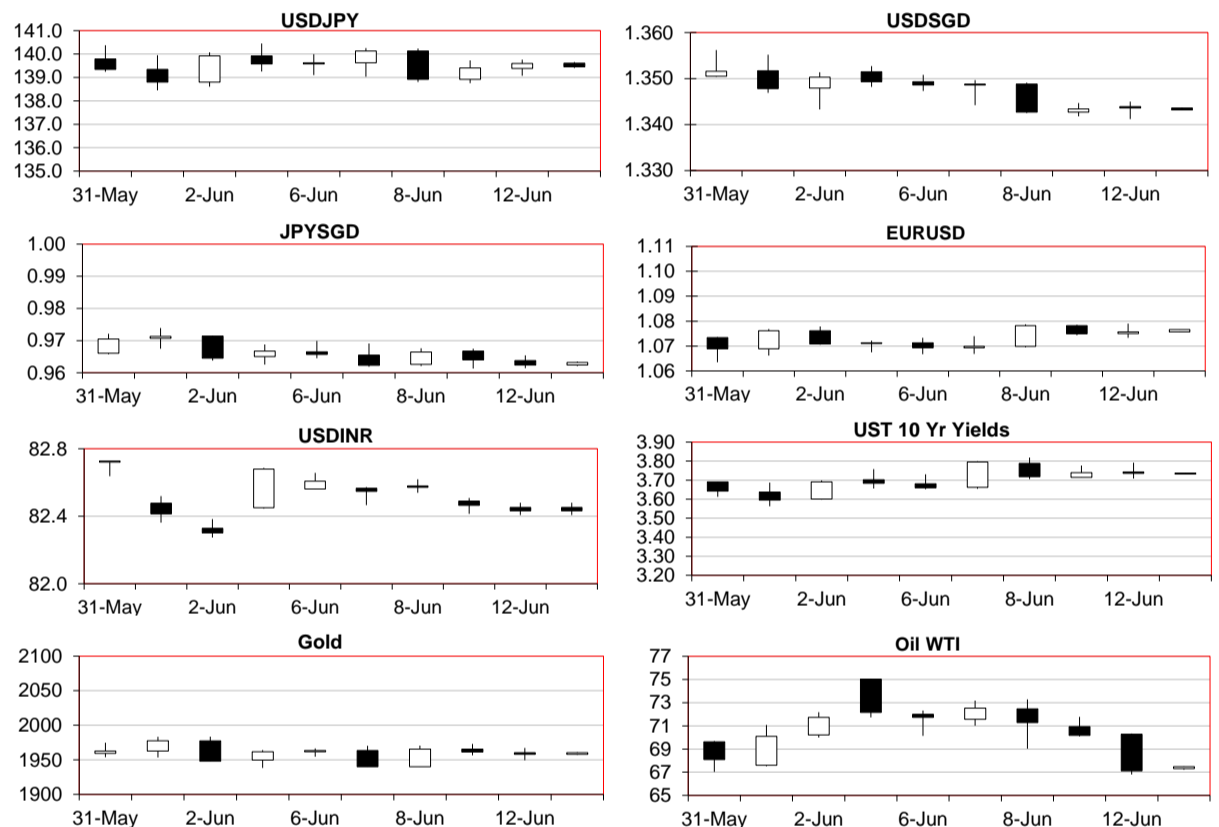 USDJPY
141.0
140.0
139.0
138.0
137.0
136.0
135.0
31-May 2-Jun 6-Jun 8-Jun 12-Jun
USDSGD
1.360
1.350
1.340
1.330
31-May 2-Jun 6-Jun 8-Jun 12-Jun
JPYSGD
1.00
0.99
0.98
0.97
0.96
31-May 2-Jun 6-Jun 8-Jun 12-Jun
EURUSD
1.11
1.10
1.09
1.08
1.07
1.06
31-May 2-Jun 6-Jun 8-Jun 12-Jun
USDINR
82.8
82.4
82.0
31-May 2-Jun 6-Jun 8-Jun 12-Jun
UST 10 Yr Yields
3.90
3.80
3.70
3.60
3.50
3.40
3.30
3.20
31-May 2-Jun 6-Jun 8-Jun 12-Jun
Gold
2100
2050
2000
1950
1900
31-May 2-Jun 6-Jun 8-Jun 12-Jun
Oil WTI
77
75
73
71
69
67
65
31-May 2-Jun 6-Jun 8-Jun 12-Jun